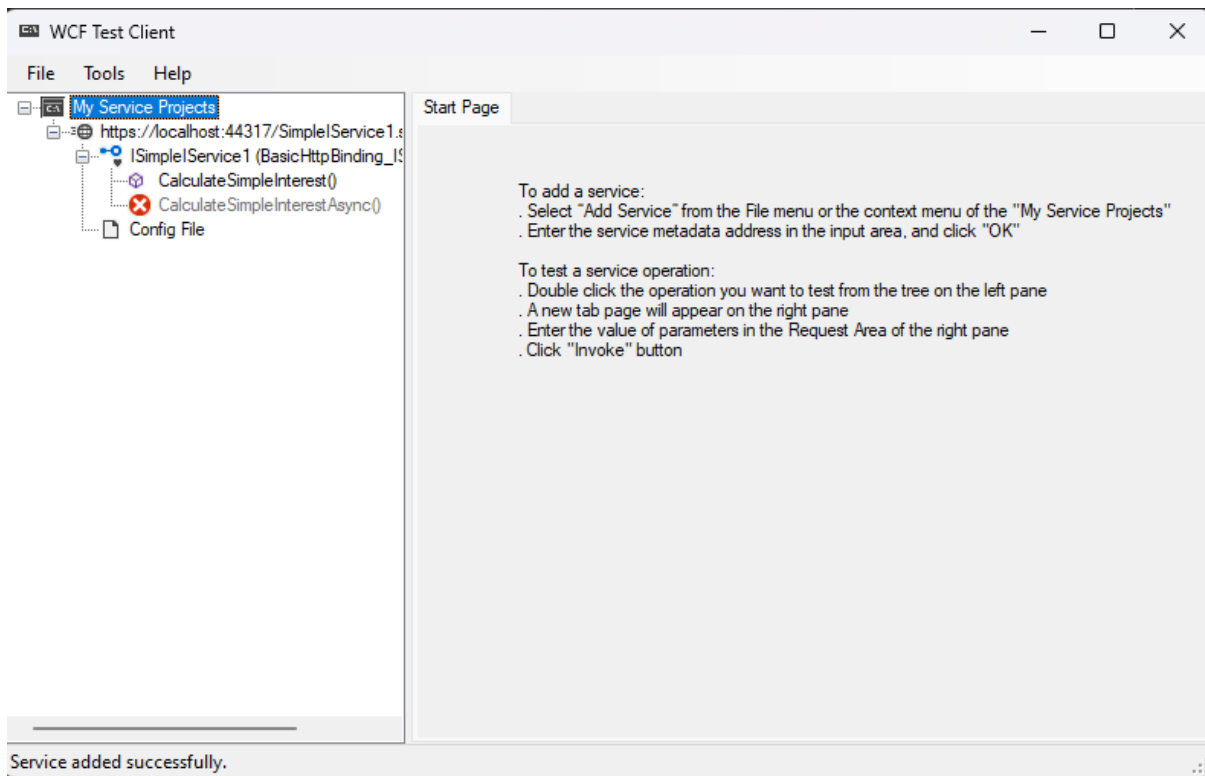 WCF Test Client
File Tools Help
My Service Projects
https://localhost:44317/SimpleIService1.s
ISimpleIService1 (BasicHttpBinding_IS
CalculateSimpleInterest()
CalculateSimpleInterestAsync()
Config File
Start Page
To add a service:
. Select "Add Service" from the File menu or the context menu of the "My Service Projects"
. Enter the service metadata address in the input area, and click "OK"
To test a service operation:
. Double click the operation you want to test from the tree on the left pane
. A new tab page will appear on the right pane
. Enter the value of parameters in the Request Area of the right pane
. Click "Invoke" button
Service added successfully.